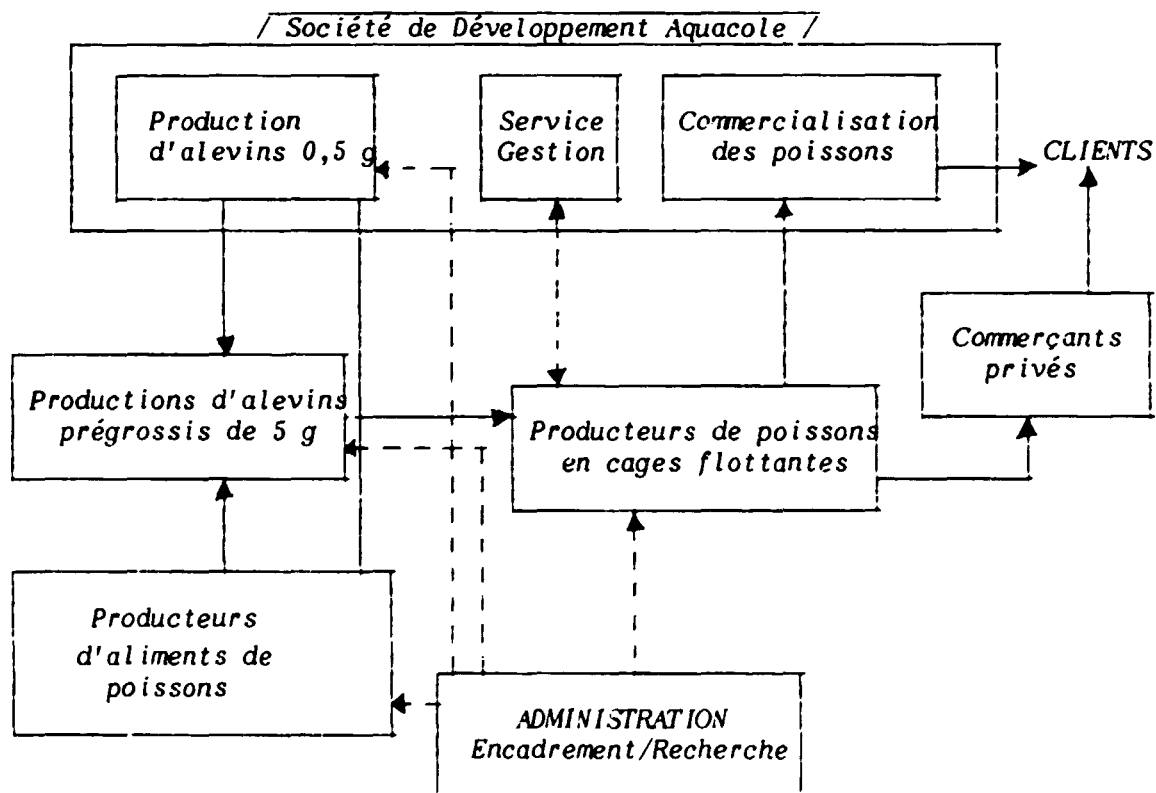 / Société de Développement Aquacole /
Production
d'alevins 0,5 g
Service
Gestion
Commercialisation
des poissons
CLIENTS
Commerçants
privés
Productions d'alevins
prégrossis de 5 g
Producteurs de poissons
en cages flottantes
Producteurs
d'aliments de
poissons
ADMINISTRATION
Encadrement/Recherche